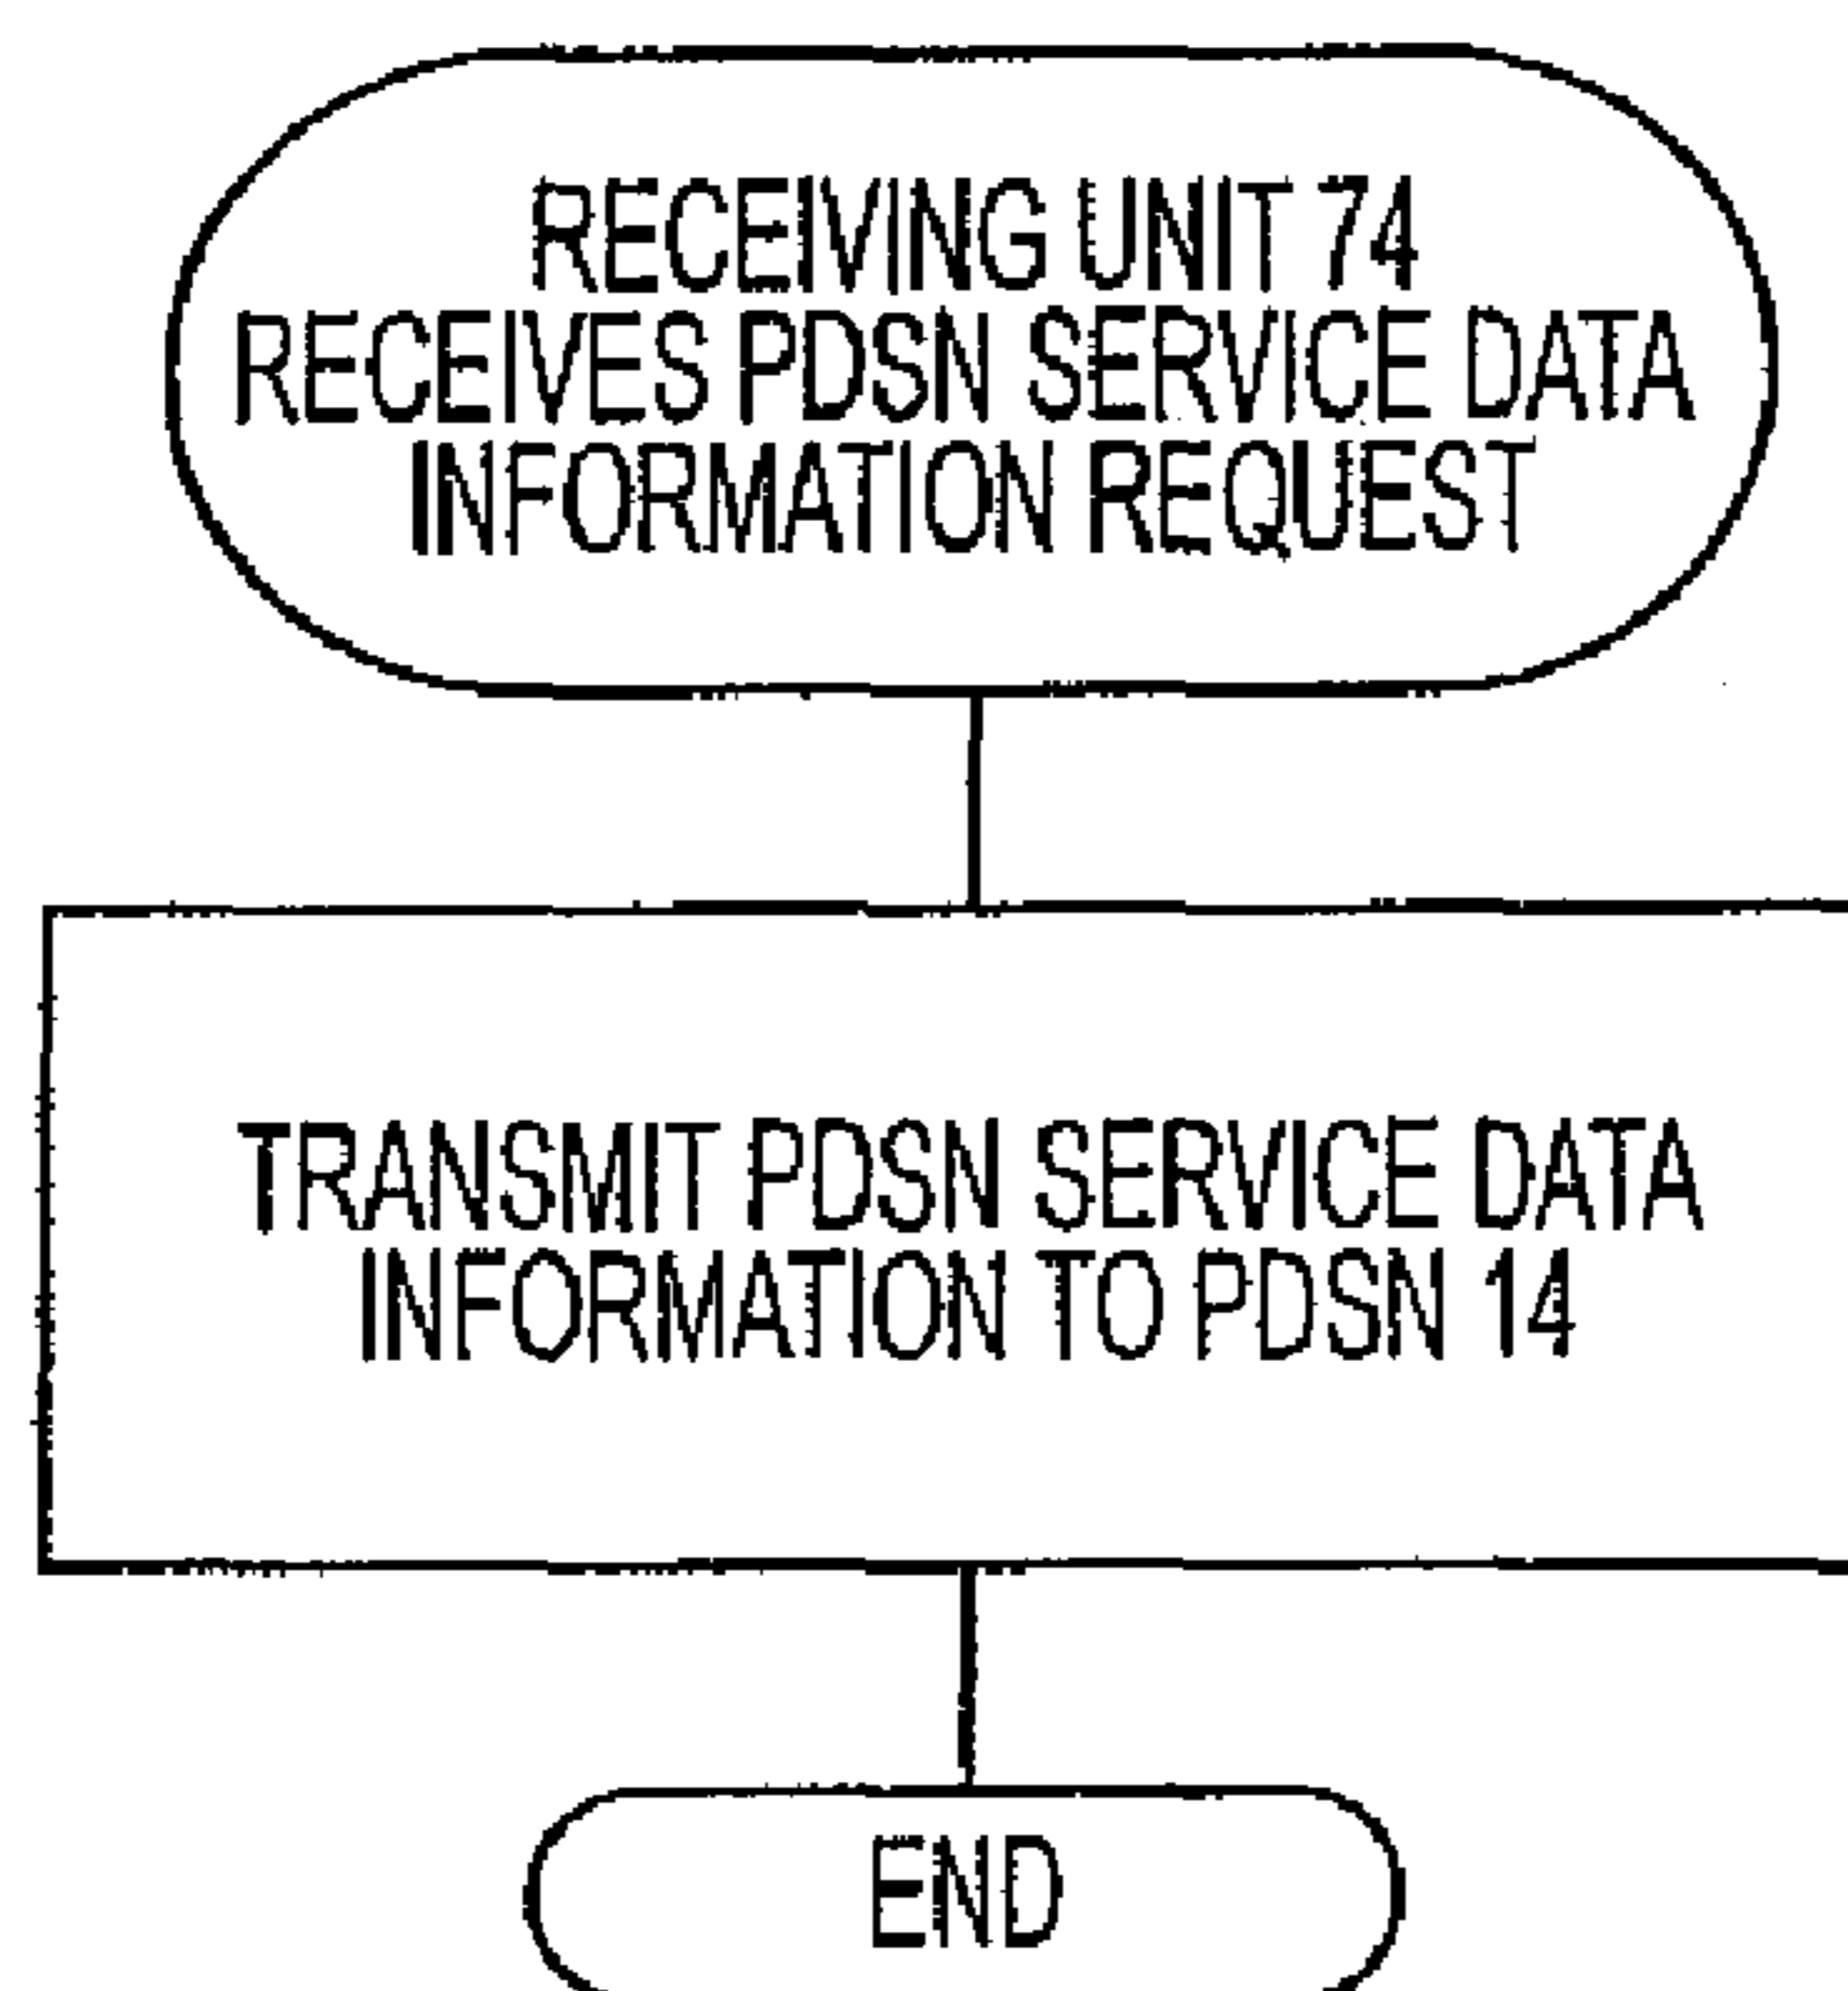 RECEIVING UNIT 74
RECEIVES PDSN SERVICE DATA
INFORMATION REQUEST
TRANSMIT PDSN SERVICE DATA
INFORMATION TO PDSN 14
END